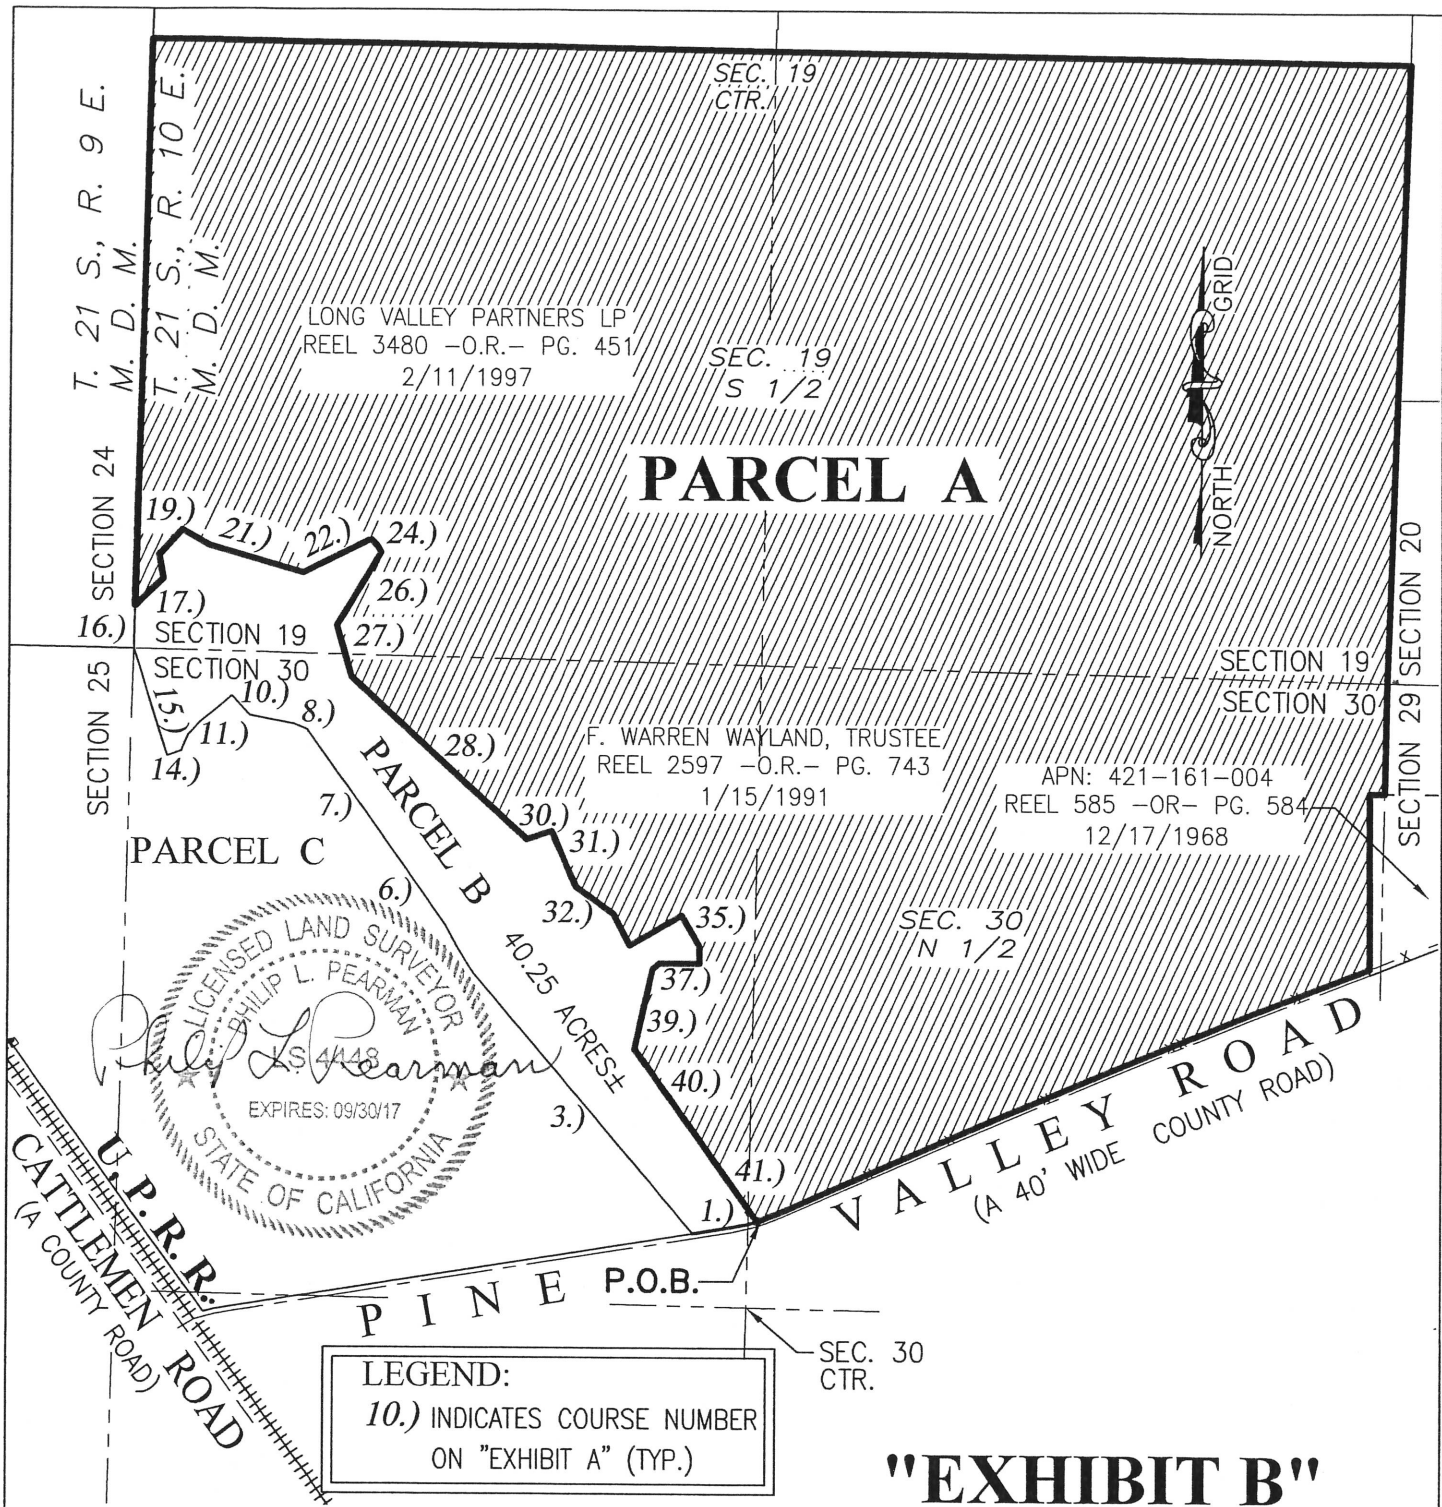 T. 21 S., R. 9 E.
M. D. M.
T. 21 S., R. 10 E.
M. D. M.
SEC. 19
CTR.
LONG VALLEY PARTNERS LP
REEL 3480 -O.R.- PG. 451
2/11/1997
SEC. 19
S 1/2
GRID
NORTH
PARCEL A
SECTION 24
SECTION 20
19.)
21.)
22.)
24.)
26.)
17.)
16.)
27.)
SECTION 19
SECTION 30
SECTION 19
SECTION 30
SECTION 25
SECTION 29
15.)
10.)
8.)
11.)
14.)
7.)
28.)
F. WARREN WAYLAND, TRUSTEE
REEL 2597 -O.R.- PG. 743
1/15/1991
APN: 421-161-004
REEL 585 -OR- PG. 584
12/17/1968
30.)
31.)
PARCEL B
PARCEL C
6.)
32.)
35.)
SEC. 30
N 1/2
40.25 ACRES±
37.)
39.)
40.)
3.)
41.)
1.)
LICENSED LAND SURVEYOR
PHILIP L. PEARMAN
LS 4448
EXPIRES: 09/30/17
STATE OF CALIFORNIA
Philip L. Pearman
U. P. R. R.
CATTLEMEN ROAD
(A COUNTY ROAD)
PINE VALLEY ROAD
(A 40' WIDE COUNTY ROAD)
P.O.B.
SEC. 30
CTR.
LEGEND:
10.) INDICATES COURSE NUMBER
ON "EXHIBIT A" (TYP.)
"EXHIBIT B"